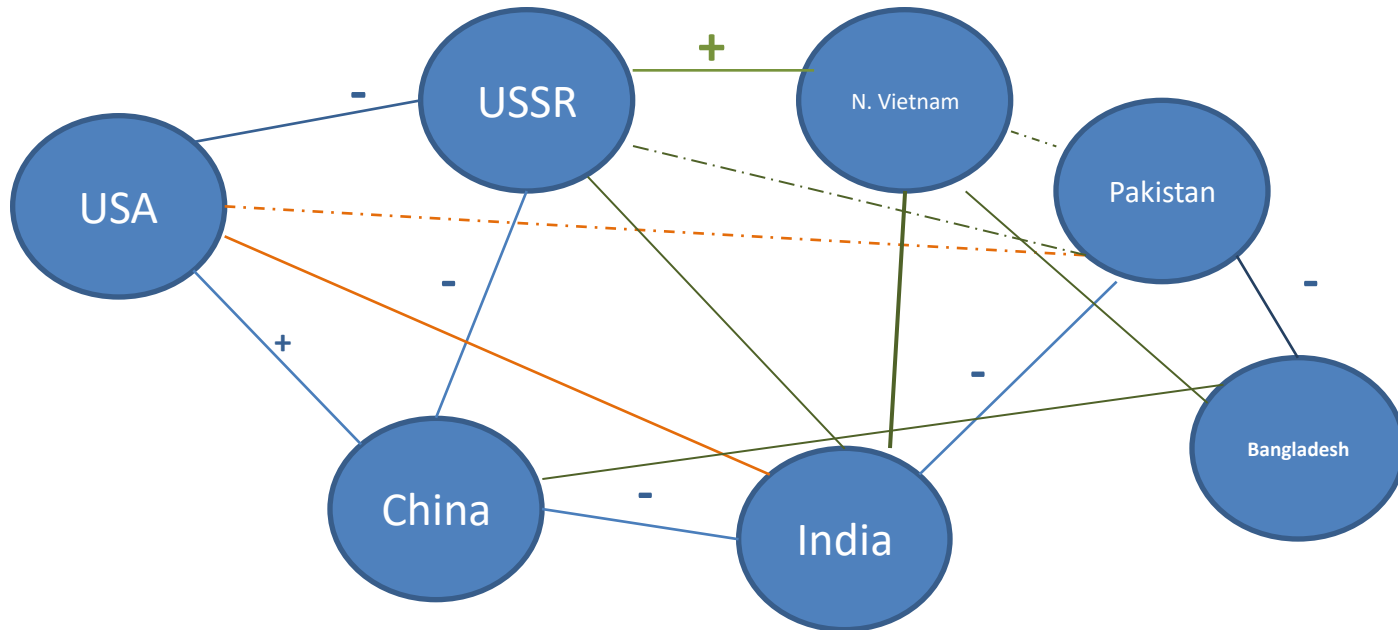 +
-
USSR
N. Vietnam
USA
Pakistan
-
-
+
-
-
China
India
Bangladesh